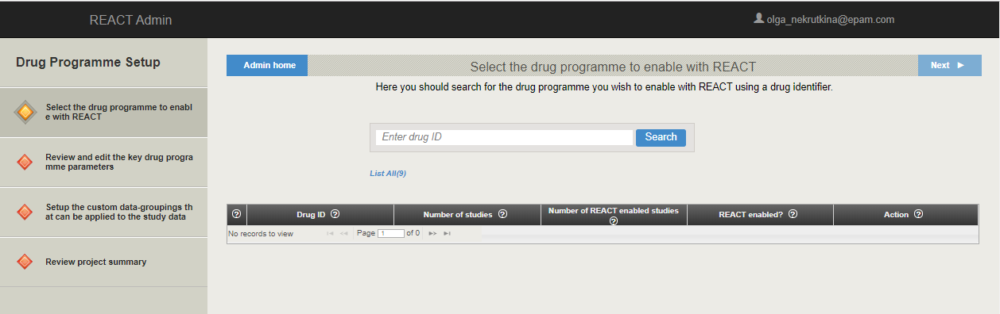 REACT Admin
olga_nekrutkina@epam.com
Drug Programme Setup
Select the drug programme to enabl
e with REACT
Review and edit the key drug progra
mme parameters
Setup the custom data-groupings th
at can be applied to the study data
Review project summary
Admin home
Select the drug programme to enable with REACT
Next
Here you should search for the drug programme you wish to enable with REACT using a drug identifier.
Enter drug ID
Search
List All(9)
? Drug ID ? Number of studies ? Number of REACT enabled studies ? REACT enabled? ? Action ?
No records to view Page 1 of 0